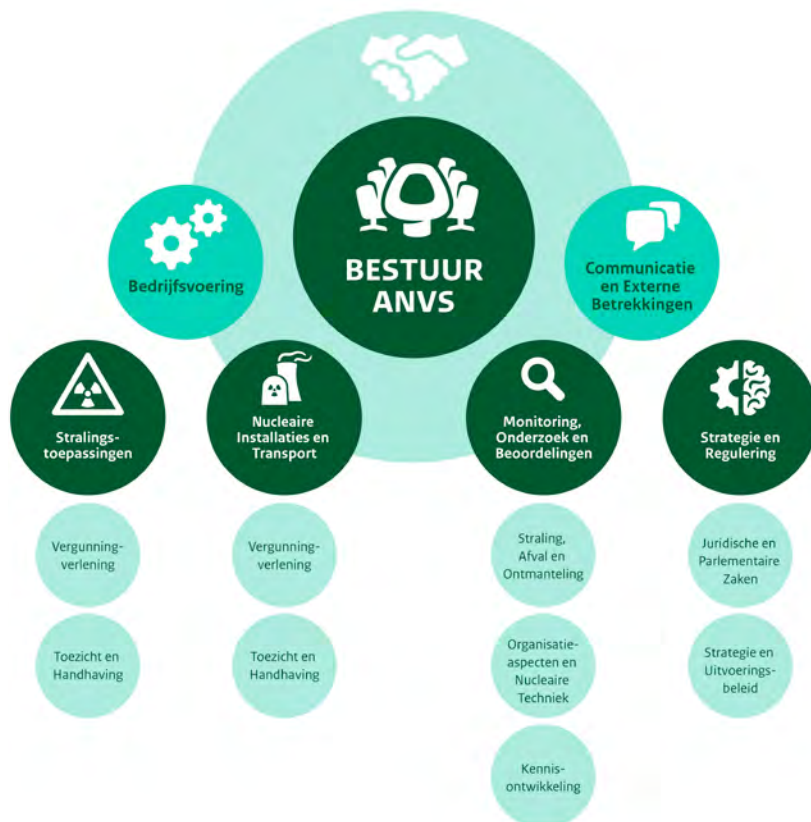 BESTUUR
ANVS
Bedrijfsvoering
Communicatie
en Externe
Betrekkingen
Stralings-
toepassingen
Nucleaire
Installaties en
Transport
Monitoring,
Onderzoek en
Beoordelingen
Strategie en
Regulering
Vergunning-
verlening
Vergunning-
verlening
Straling,
Afval en
Ontmanteling
Juridische en
Parlementaire
Zaken
Toezicht en
Handhaving
Toezicht en
Handhaving
Organisatie-
aspecten en
Nucleaire
Techniek
Strategie en
Uitvoerings-
beleid
Kennis-
ontwikkeling